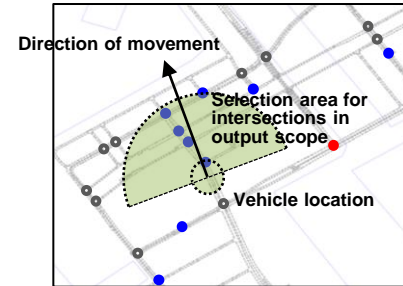 Direction of movement
Selection area for
intersections in
output scope
Vehicle location